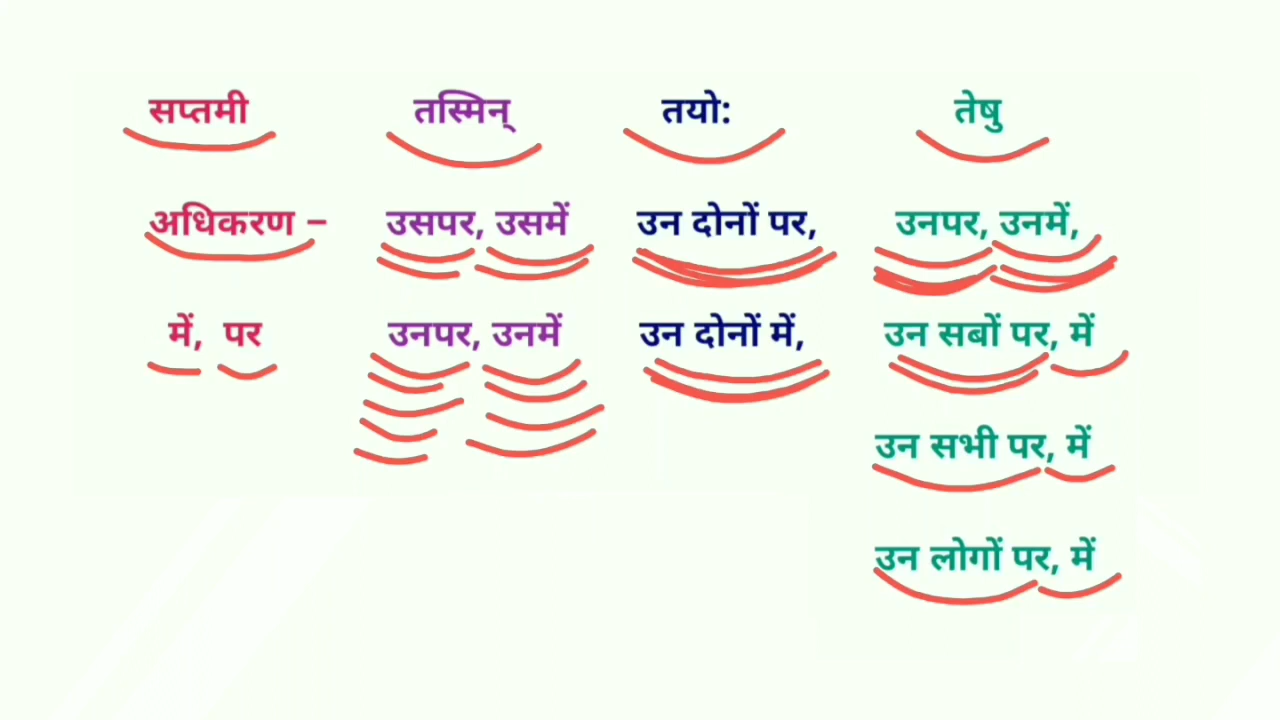 सप्तमी तस्मिन् तयो: तेषु
अधिकरण – उसपर, उसमें उन दोनों पर, उनपर, उनमें,
में, पर उनपर, उनमें उन दोनों में, उन सबों पर, में
उन सभी पर, में
उन लोगों पर, में